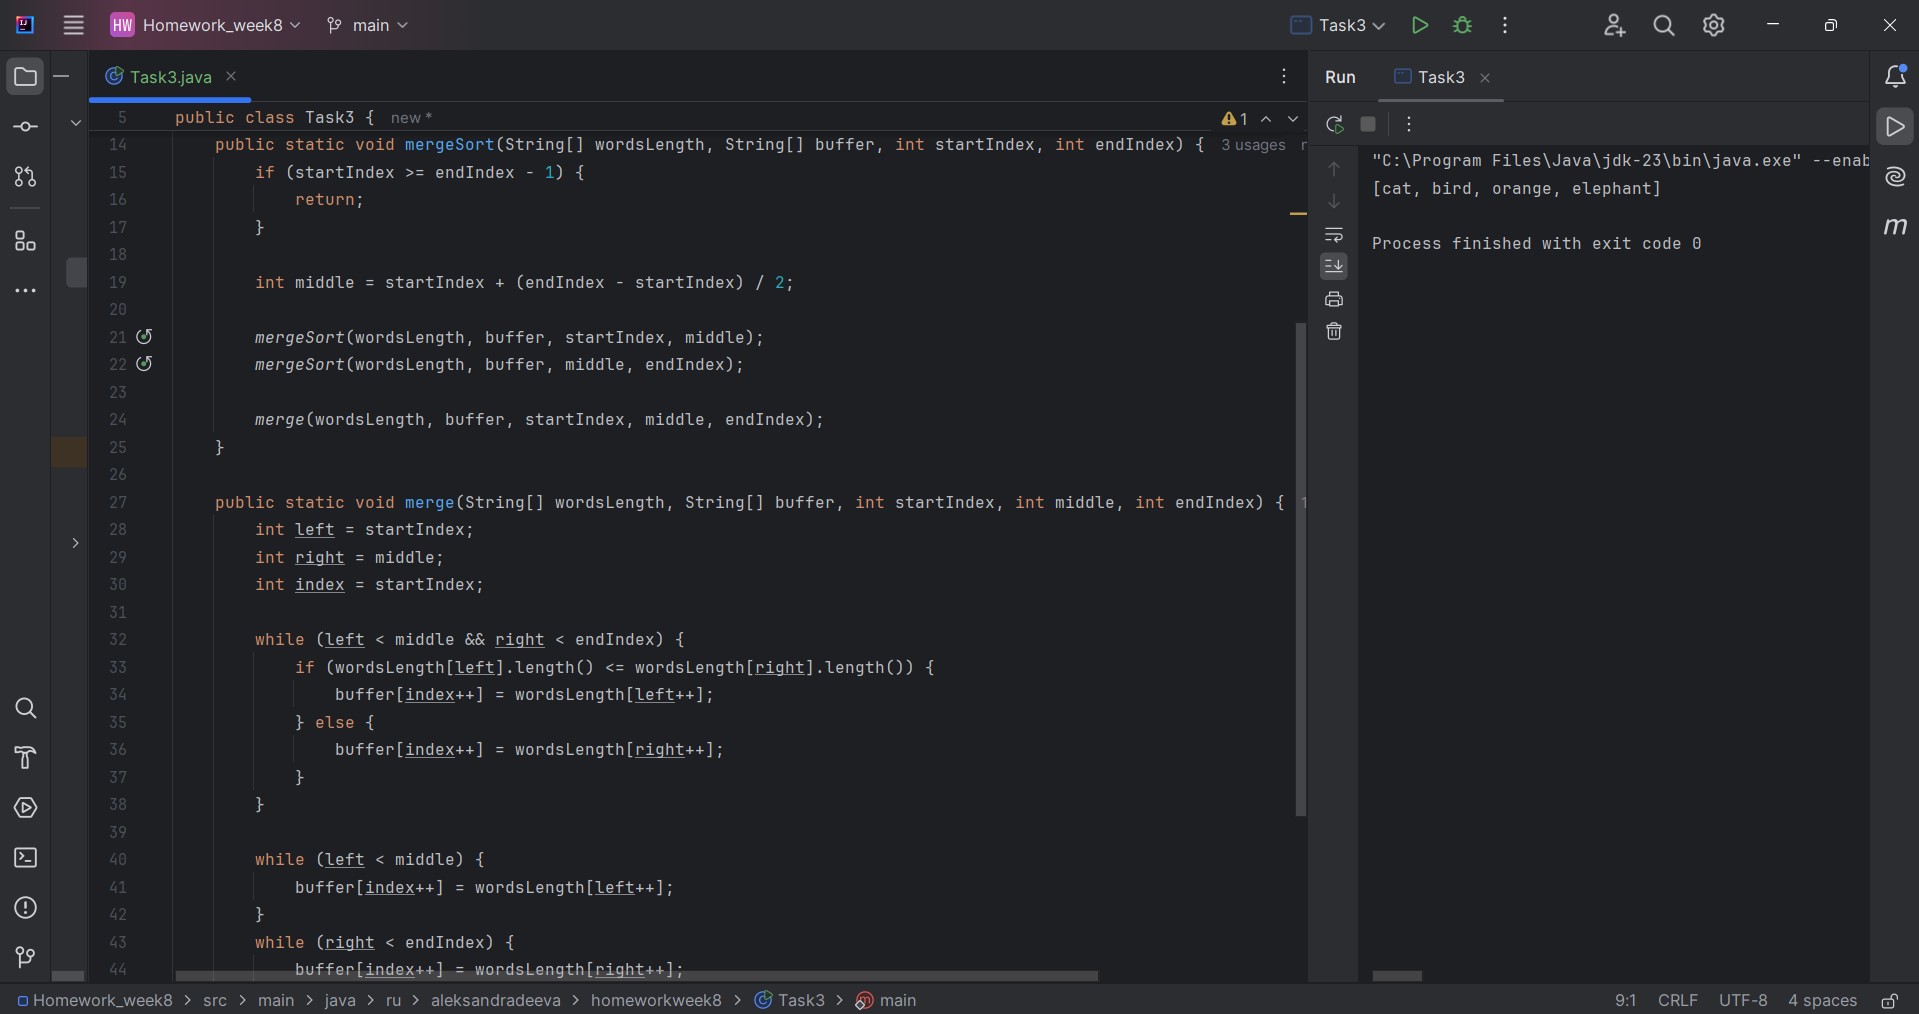 HW Homework_week8 main Task3
Task3.java
Run Task3
5 public class Task3 { new *
1
14 public static void mergeSort(String[] wordsLength, String[] buffer, int startIndex, int endIndex) { 3 usages
15 if (startIndex >= endIndex - 1) {
16 return;
17 }
18
19 int middle = startIndex + (endIndex - startIndex) / 2;
20
21 mergeSort(wordsLength, buffer, startIndex, middle);
22 mergeSort(wordsLength, buffer, middle, endIndex);
23
24 merge(wordsLength, buffer, startIndex, middle, endIndex);
25 }
26
27 public static void merge(String[] wordsLength, String[] buffer, int startIndex, int middle, int endIndex) { 1
28 int left = startIndex;
29 int right = middle;
30 int index = startIndex;
31
32 while (left < middle && right < endIndex) {
33 if (wordsLength[left].length() <= wordsLength[right].length()) {
34 buffer[index++] = wordsLength[left++];
35 } else {
36 buffer[index++] = wordsLength[right++];
37 }
38 }
39
40 while (left < middle) {
41 buffer[index++] = wordsLength[left++];
42 }
43 while (right < endIndex) {
44 buffer[index++] = wordsLength[right++];
"C:\Program Files\Java\jdk-23\bin\java.exe" --enab
[cat, bird, orange, elephant]
Process finished with exit code 0
m
Homework_week8 > src > main > java > ru > aleksandradeeva > homeworkweek8 > Task3 > main
9:1 CRLF UTF-8 4 spaces